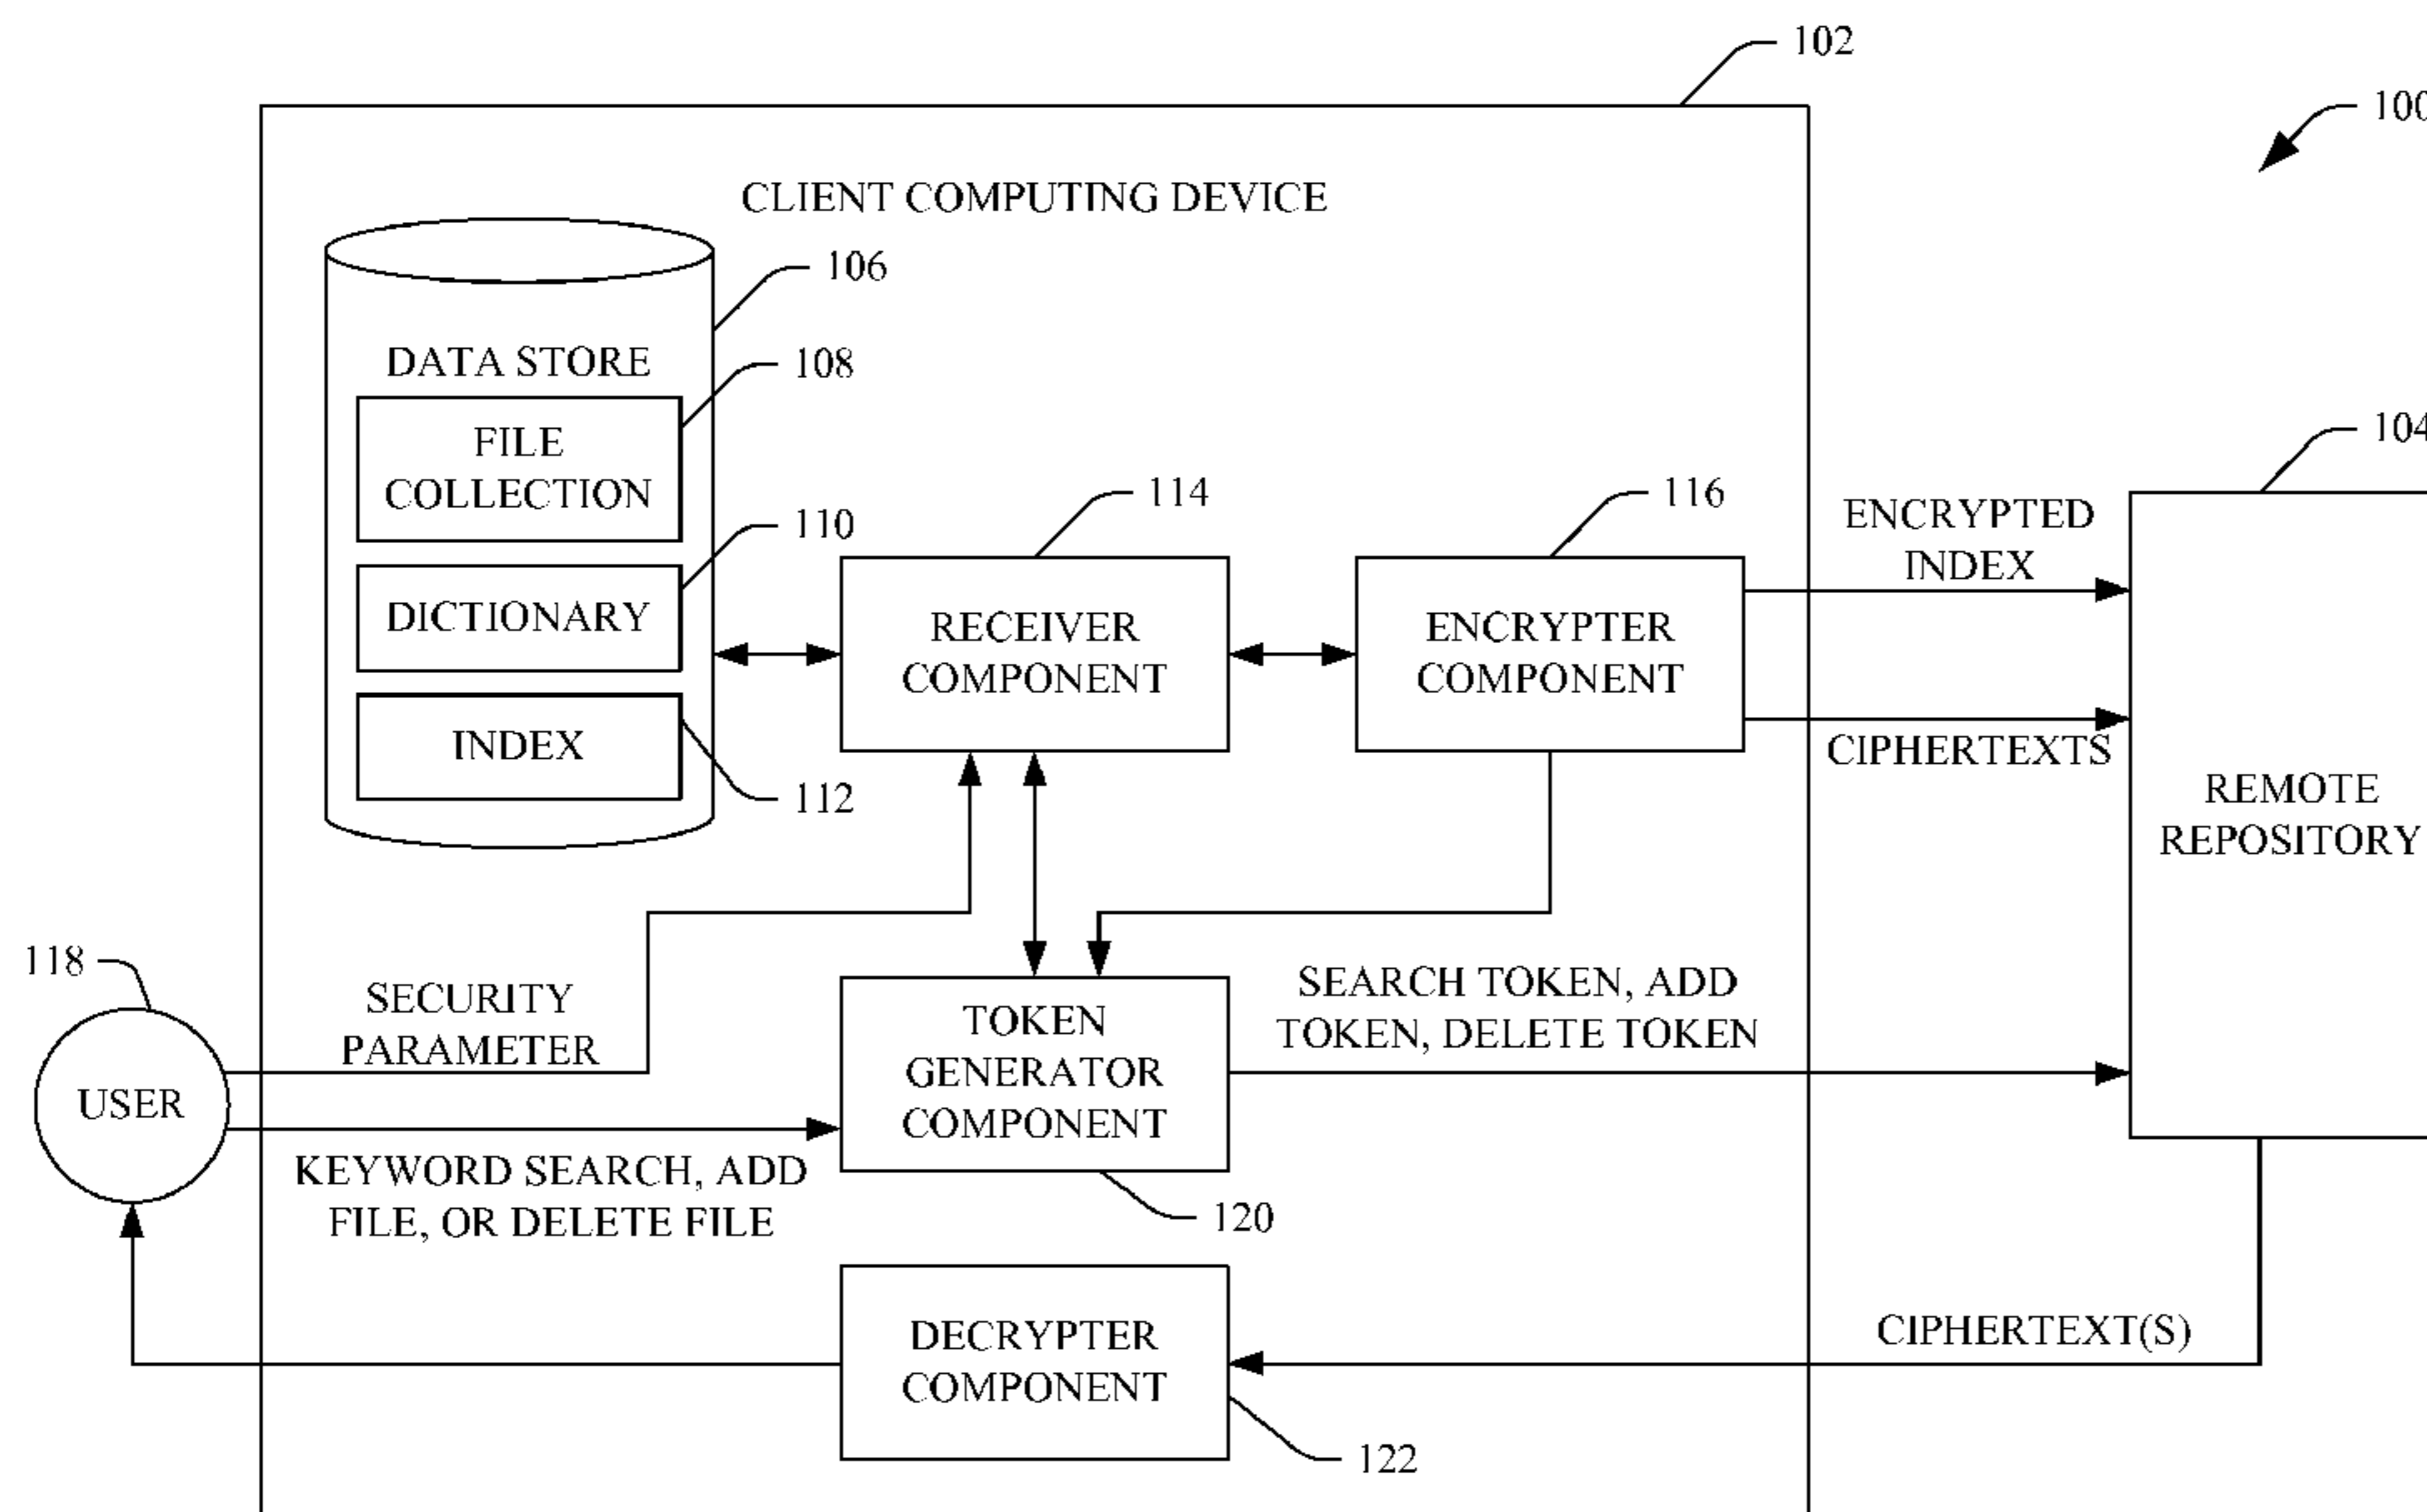 102
100
CLIENT COMPUTING DEVICE
106
DATA STORE
108
FILE
COLLECTION
110
DICTIONARY
INDEX
112
114
RECEIVER
COMPONENT
116
ENCRYPTER
COMPONENT
ENCRYPTED
INDEX
CIPHERTEXTS
104
REMOTE
REPOSITORY
118
USER
SECURITY
PARAMETER
KEYWORD SEARCH, ADD
FILE, OR DELETE FILE
TOKEN
GENERATOR
COMPONENT
120
SEARCH TOKEN, ADD
TOKEN, DELETE TOKEN
DECRYPTER
COMPONENT
122
CIPHERTEXT(S)